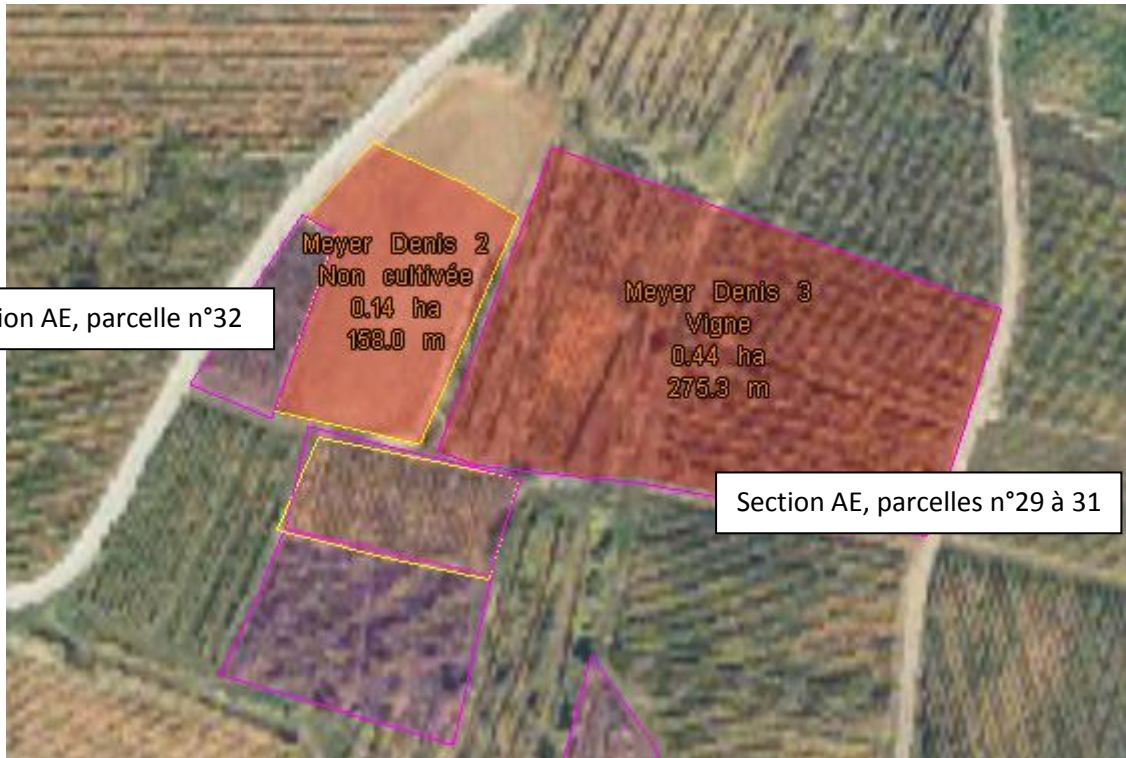 Meyer Denis 2
Non cultivée
0.14 ha
158.0 m
ion AE, parcelle n°32
Meyer Denis 3
Vigne
0.44 ha
275.3 m
Section AE, parcelles n°29 à 31